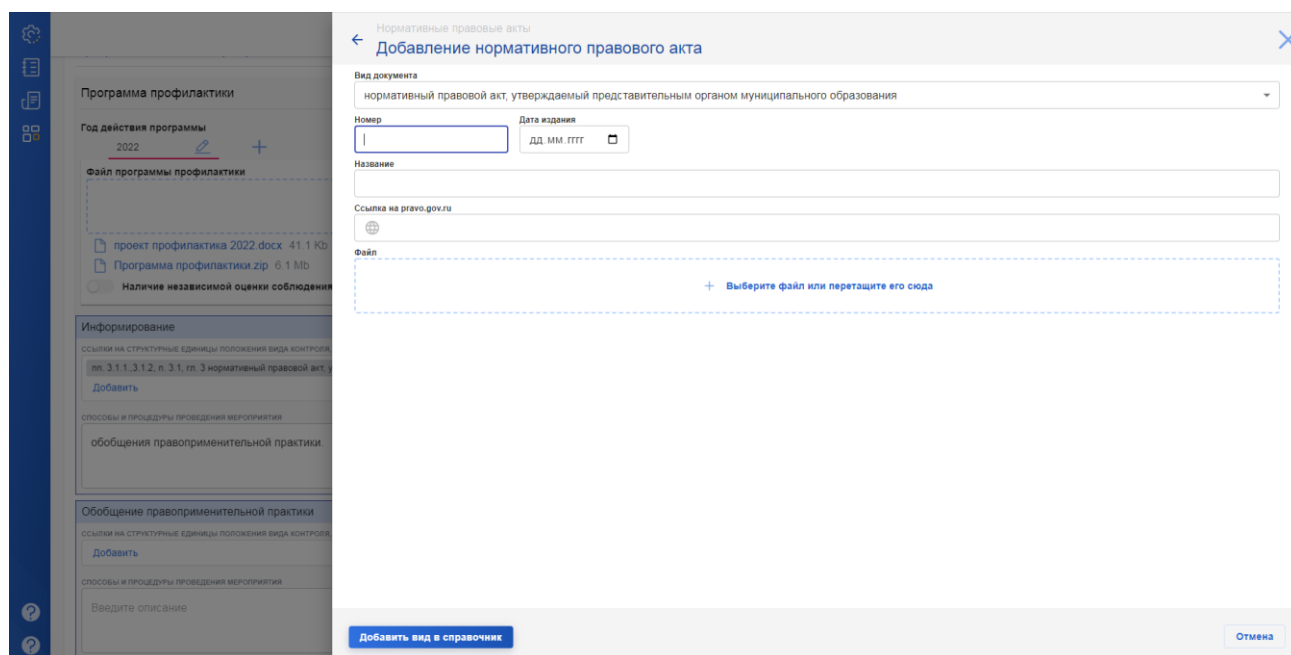 Нормативные правовые акты
Добавление нормативного правового акта
Вид документа
нормативный правовой акт, утверждаемый представительным органом муниципального образования
Номер
Дата издания
дд.мм.гггг
Название
Ссылка на pravo.gov.ru
Файл
+ Выберите файл или перетащите его сюда
Добавить вид в справочник
Отмена
Программа профилактики
Год действия программы
2022
Файл программы профилактики
проект профилактика 2022.docx 41.1 Kb
Программа профилактики.zip 6.1 Mb
Наличие независимой оценки соблюдения
Информирование
ССЫЛКИ НА СТРУКТУРНЫЕ ЕДИНИЦЫ ПОЛОЖЕНИЯ ВИДА КОНТРОЛЯ,
пп. 3.1.1.,3.1.2, п. 3.1, гл. 3 нормативный правовой акт, у
Добавить
СПОСОБЫ И ПРОЦЕДУРЫ ПРОВЕДЕНИЯ МЕРОПРИЯТИЯ
обобщения правоприменительной практики.
Обобщение правоприменительной практики
ССЫЛКИ НА СТРУКТУРНЫЕ ЕДИНИЦЫ ПОЛОЖЕНИЯ ВИДА КОНТРОЛЯ,
Добавить
СПОСОБЫ И ПРОЦЕДУРЫ ПРОВЕДЕНИЯ МЕРОПРИЯТИЯ
Введите описание